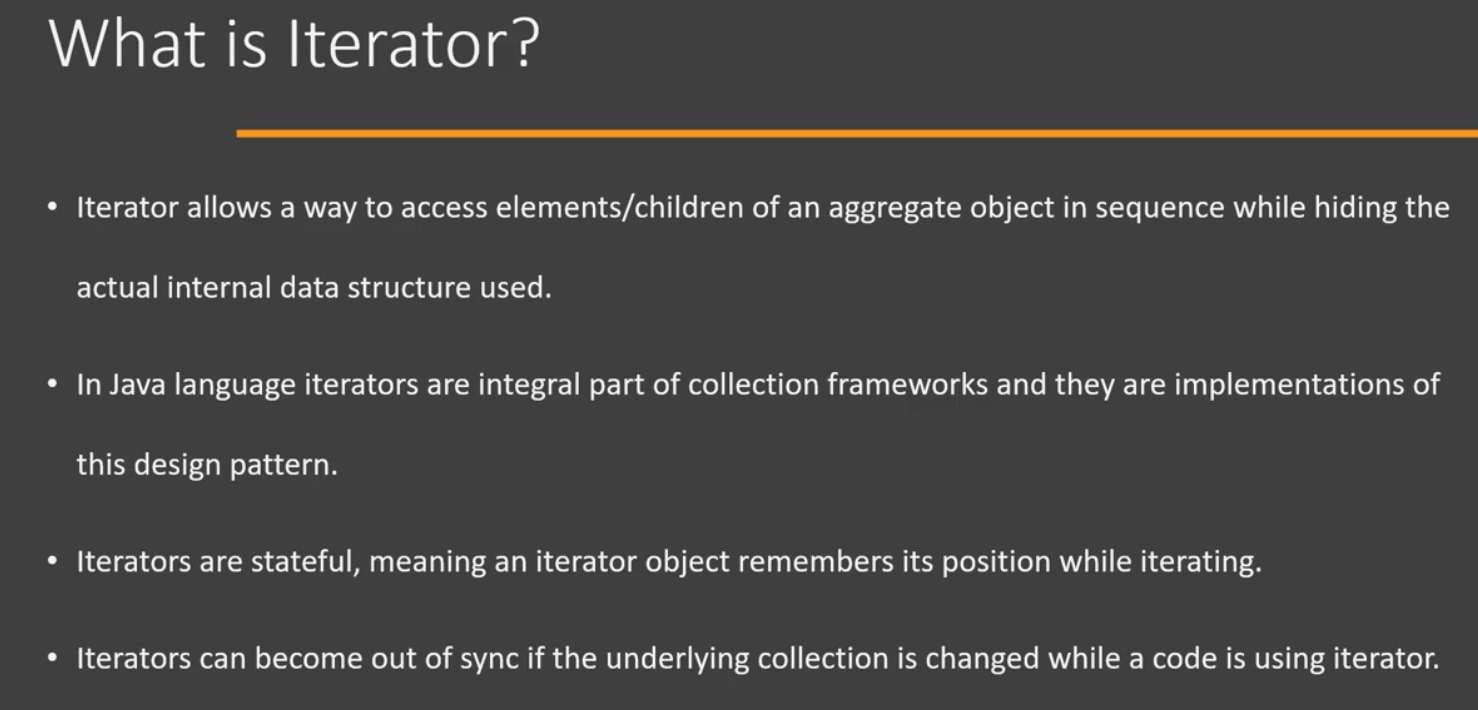 What is Iterator?
• Iterator allows a way to access elements/children of an aggregate object in sequence while hiding the
actual internal data structure used.
• In Java language iterators are integral part of collection frameworks and they are implementations of
this design pattern.
• Iterators are stateful, meaning an iterator object remembers its position while iterating.
• Iterators can become out of sync if the underlying collection is changed while a code is using iterator.